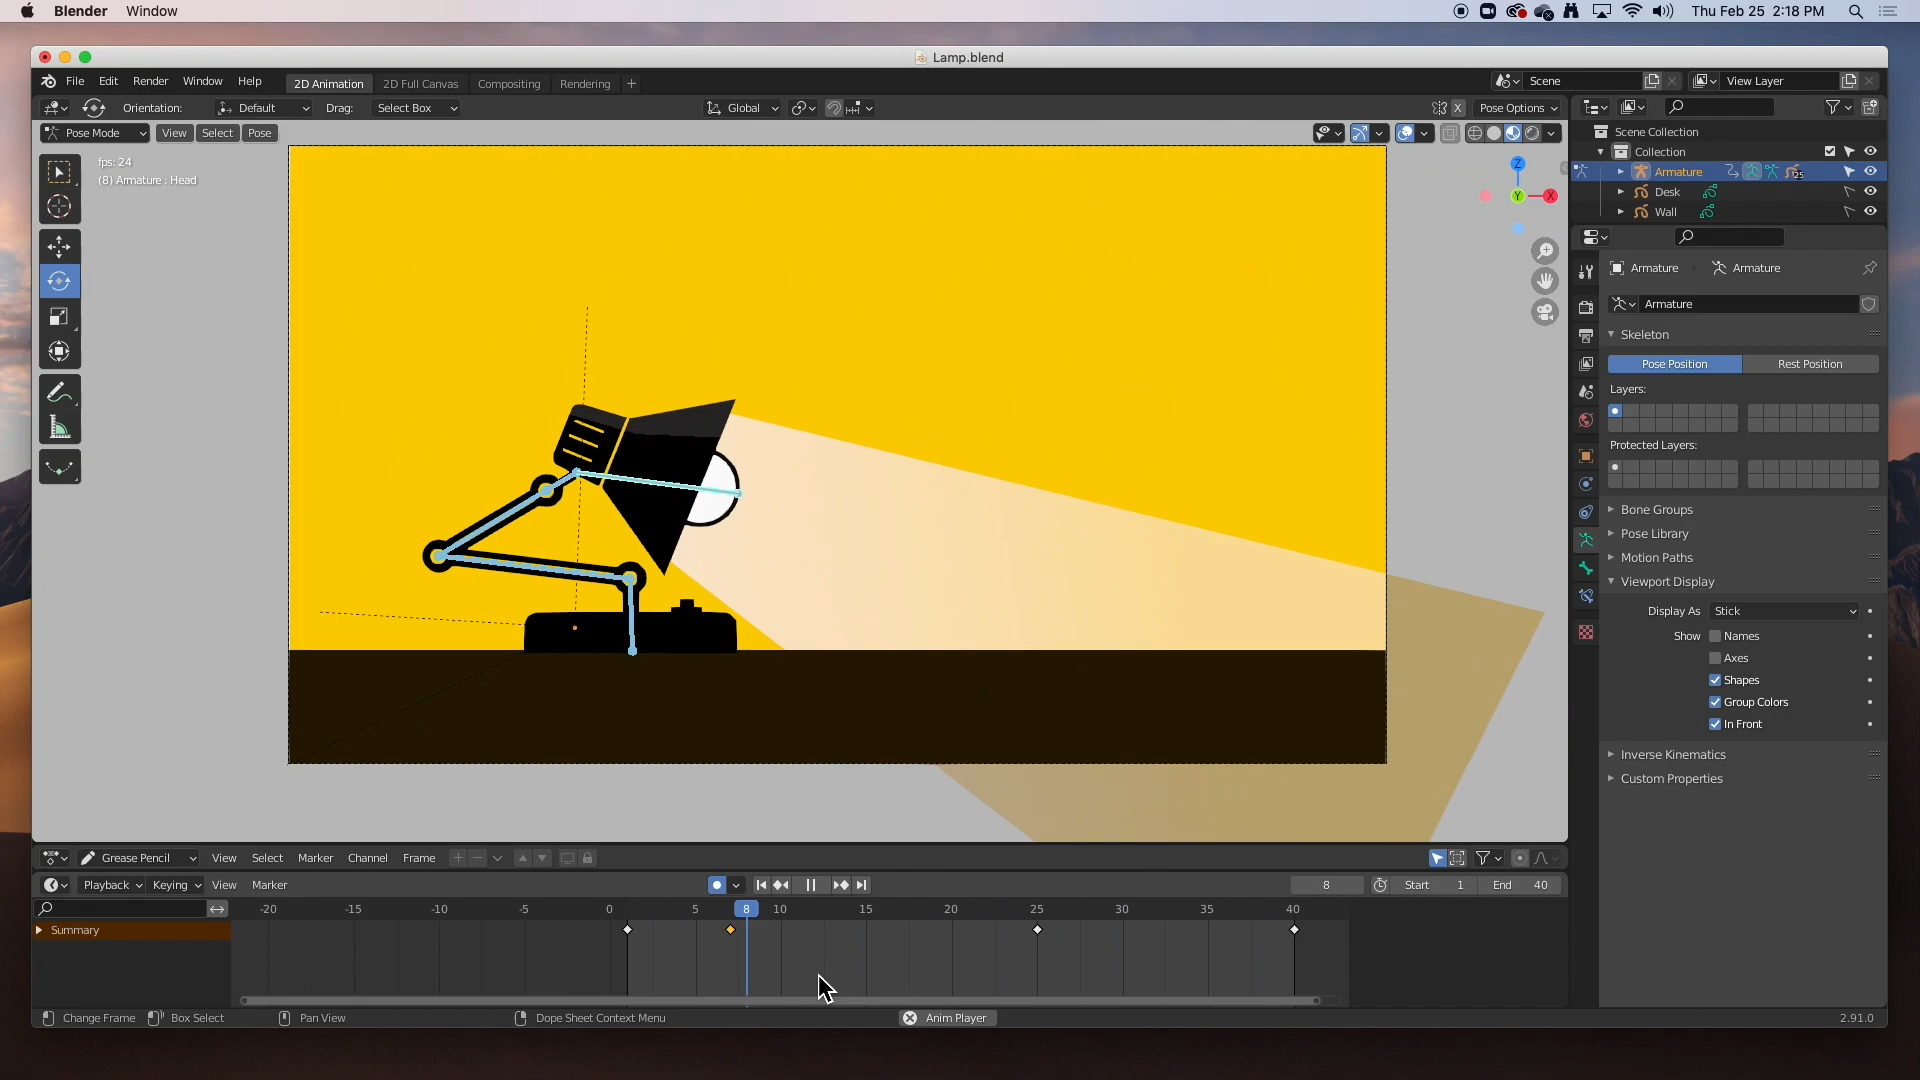 Blender Window Thu Feb 25 2:18 PM
Lamp.blend
File Edit Render Window Help 2D Animation 2D Full Canvas Compositing Rendering + Scene View Layer
Orientation: Default Drag: Select Box Global X Pose Options
Pose Mode View Select Pose
fps: 24
(8) Armature : Head
Z
Y X
Scene Collection
Collection
Armature 25
Desk
Wall
Armature Armature
Armature
Skeleton
Pose Position Rest Position
Layers:
Protected Layers:
Bone Groups
Pose Library
Motion Paths
Viewport Display
Display As Stick
Show Names
Axes
Shapes
Group Colors
In Front
Inverse Kinematics
Custom Properties
Grease Pencil View Select Marker Channel Frame
Playback Keying View Marker 8 Start 1 End 40
-20 -15 -10 -5 0 5 8 10 15 20 25 30 35 40
Summary
Change Frame Box Select Pan View Dope Sheet Context Menu Anim Player 2.91.0